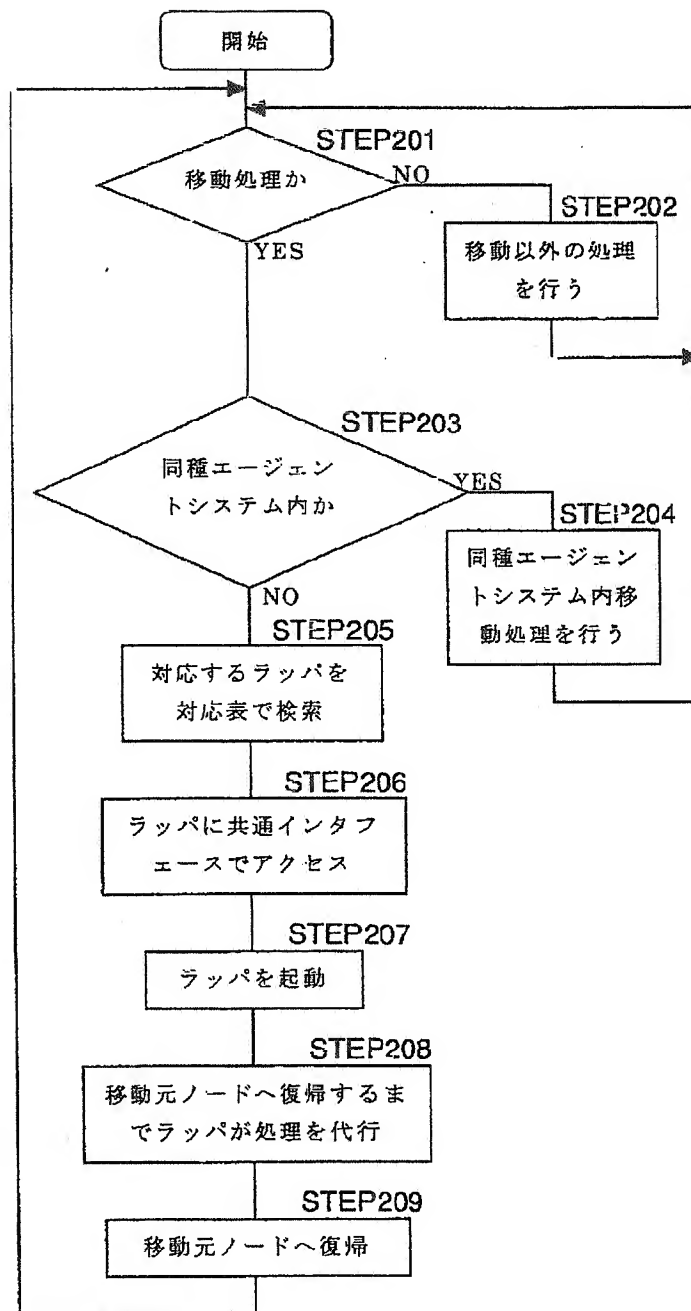 開始
STEP201
移動処理か
NO
YES
STEP202
移動以外の処理
を行う
STEP203
同種エージェン
トシステム内か
YES
NO
STEP204
同種エージェン
トシステム内移
動処理を行う
STEP205
対応するラッパを
対応表で検索
STEP206
ラッパに共通インタフ
ェースでアクセス
STEP207
ラッパを起動
STEP208
移動元ノードへ復帰するま
でラッパが処理を代行
STEP209
移動元ノードへ復帰